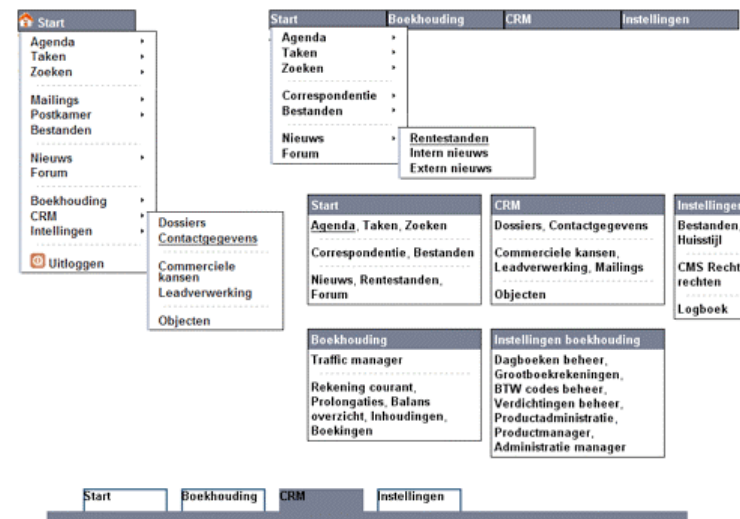 Start
Agenda
Taken
Zoeken
Mailings
Postkamer
Bestanden
Nieuws
Forum
Boekhouding
CRM
Intellingen
Uitloggen
Dossiers
Contactgegevens
Commerciele
kansen
Leadverwerking
Objecten
Start Boekhouding CRM Instellingen
Agenda
Taken
Zoeken
Correspondentie
Bestanden
Nieuws
Forum
Rentestanden
Intern nieuws
Extern nieuws
Start
Agenda, Taken, Zoeken
Correspondentie, Bestanden
Nieuws, Rentestanden,
Forum
CRM
Dossiers, Contactgegevens
Commerciele kansen,
Leadverwerking, Mailings
Objecten
Instellingen
Bestanden,
Huisstijl
CMS Recht
rechten
Logboek
Boekhouding
Traffic manager
Rekening courant,
Prolongaties, Balans
overzicht, Inhoudingen,
Boekingen
Instellingen boekhouding
Dagboeken beheer,
Grootboekrekeningen,
BTW codes beheer,
Verdichtingen beheer,
Productadministratie,
Productmanager,
Administratie manager
Start Boekhouding CRM Instellingen